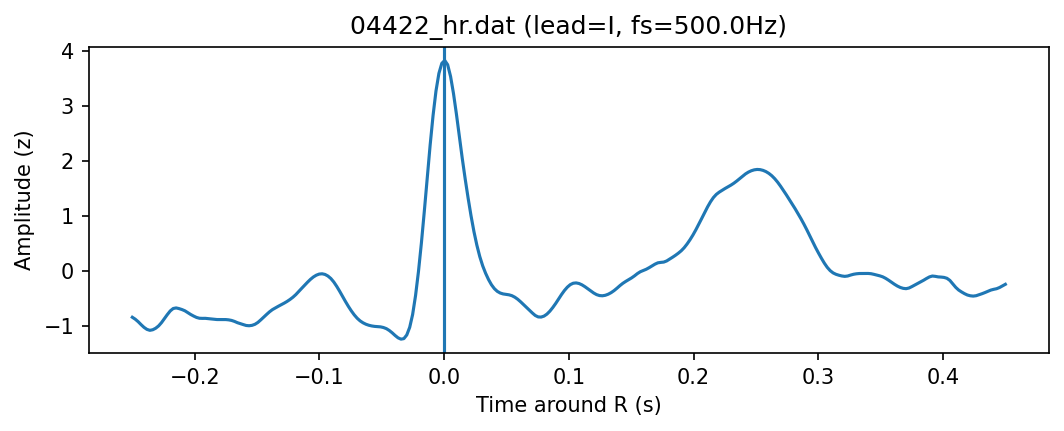 04422_hr.dat (lead=I, fs=500.0Hz)
Amplitude (z)
4
3
2
1
0
−1
−0.2 −0.1 0.0 0.1 0.2 0.3 0.4
Time around R (s)